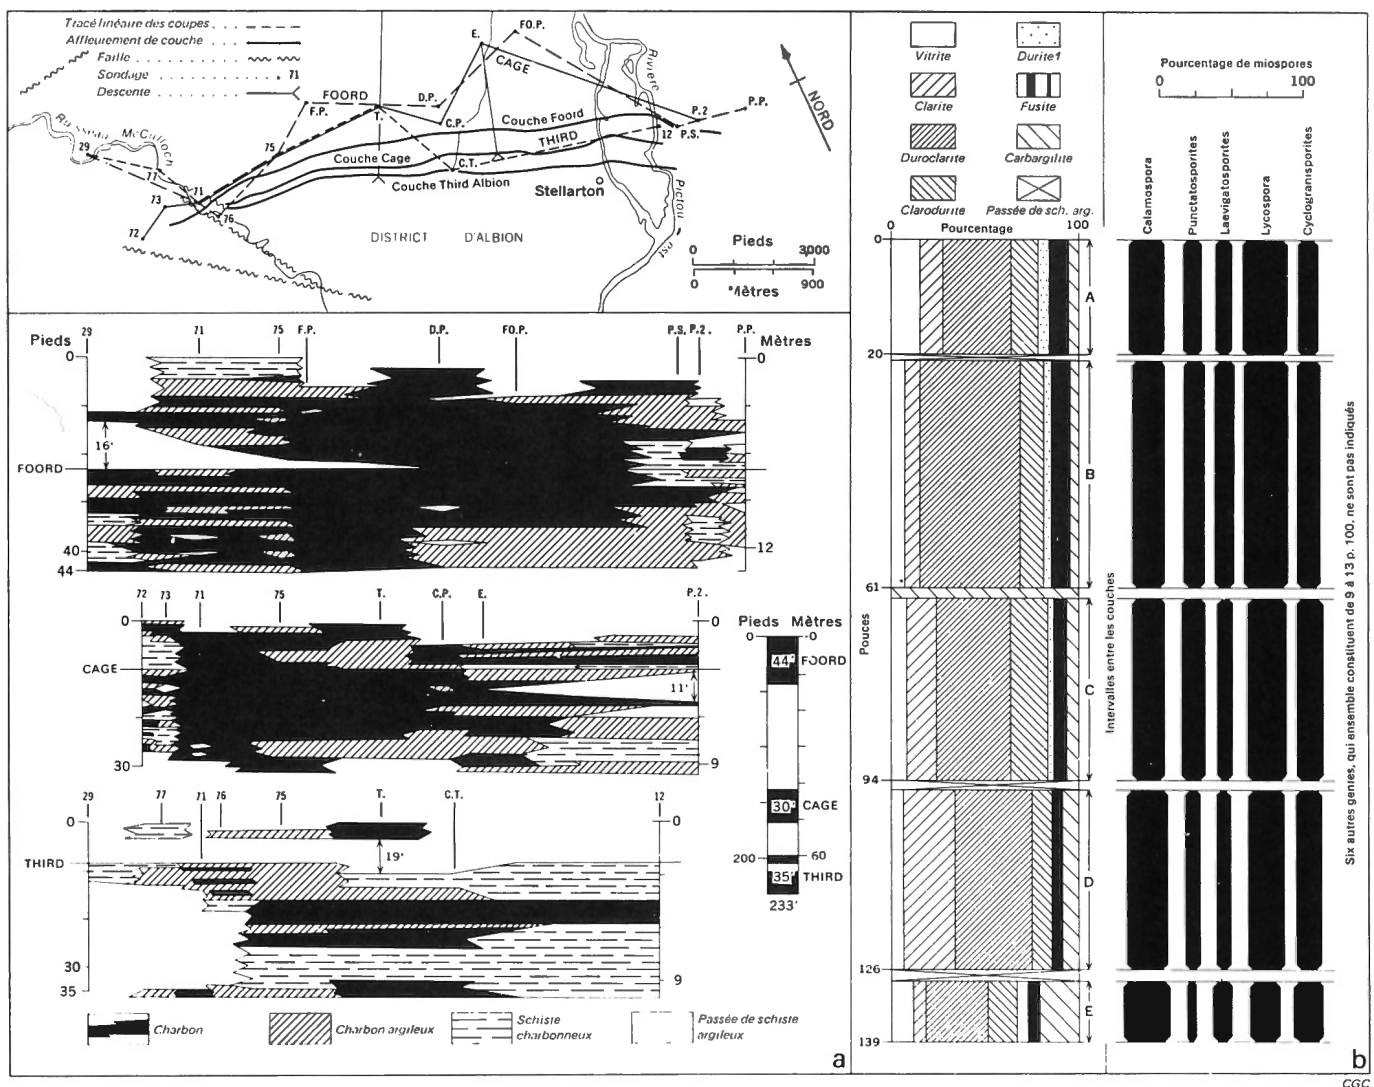 Tracé linéaire des coupes
Affleurement de couche
Faille
Sondage 71
Descente
Ruisseau McCulloch
29
77
71
73
72
76
75
FOORD
F.P.
T.
D.P.
C.P.
E.
FO.P.
CAGE
C.T.
THIRD
Couche Foord
Couche Cage
Couche Third Albion
Rivière
12
P.2
P.S.
P.P.
NORD
Stellarton
Pictou
DISTRICT D'ALBION
0 Pieds 3000
0 Mètres 900
29 71 75 F.P. D.P. FO.P. P.S. P.2. P.P.
Pieds Mètres
0 0
16'
FOORD
40 12
44
72 73 71 75 T. C.P. E. P.2.
0 0
CAGE
11'
30 9
Pieds Mètres
0 0
44' FOORD
30' CAGE
200 60
35' THIRD
233'
29 77 71 76 75 T. C.T. 12
0 0
THIRD
19'
30 9
35
Charbon
Charbon argileux
Schiste charbonneux
Passée de schiste argileux
a
Vitrite
Durite1
Clarite
Fusite
Duroclarite
Carbargilite
Clarodurite
Passée de sch. arg.
0 Pourcentage 100
0
20
61
94
126
139
Pouces
A
B
C
D
E
Intervalles entre les couches
Pourcentage de miospores
0 100
Calamospora
Punctatosporites
Laevigatosporites
Lycospora
Cyclogranisporites
Six autres genres, qui ensemble constituent de 9 à 13 p. 100, ne sont pas indiqués
b
CGC